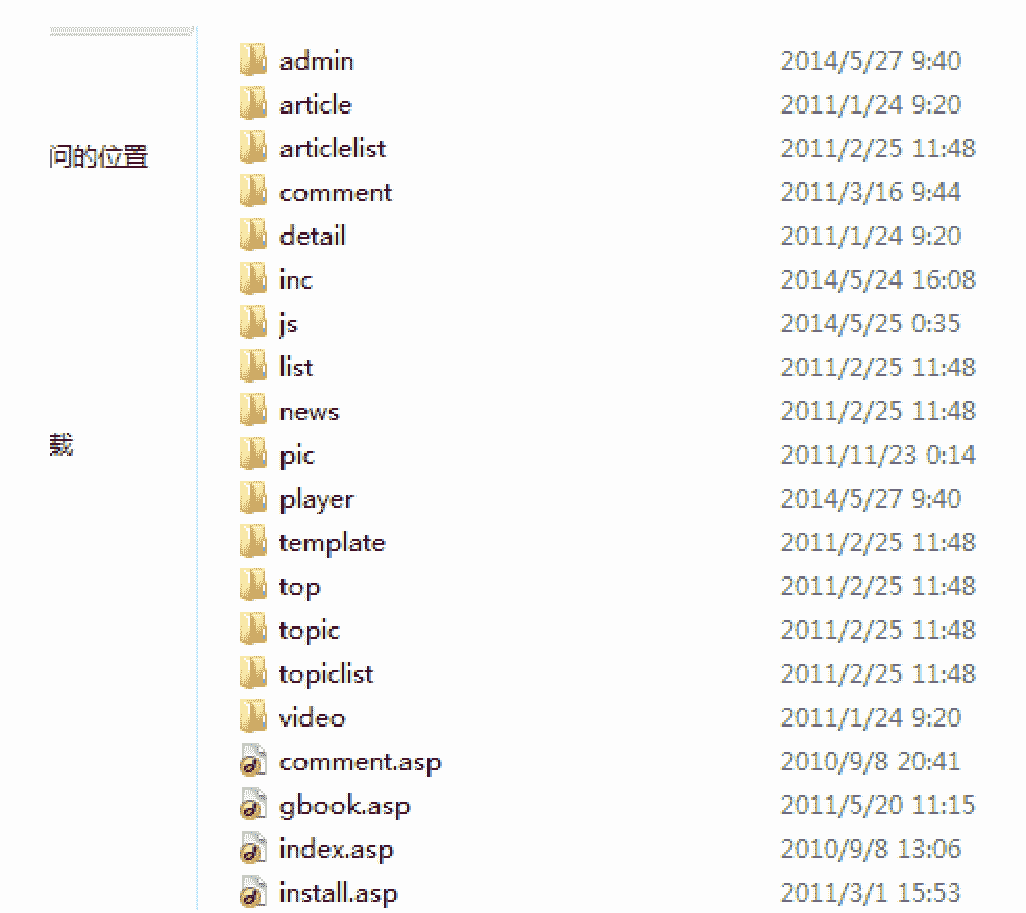 问的位置
载
admin 2014/5/27 9:40
article 2011/1/24 9:20
articlelist 2011/2/25 11:48
comment 2011/3/16 9:44
detail 2011/1/24 9:20
inc 2014/5/24 16:08
js 2014/5/25 0:35
list 2011/2/25 11:48
news 2011/2/25 11:48
pic 2011/11/23 0:14
player 2014/5/27 9:40
template 2011/2/25 11:48
top 2011/2/25 11:48
topic 2011/2/25 11:48
topiclist 2011/2/25 11:48
video 2011/1/24 9:20
comment.asp 2010/9/8 20:41
gbook.asp 2011/5/20 11:15
index.asp 2010/9/8 13:06
install.asp 2011/3/1 15:53